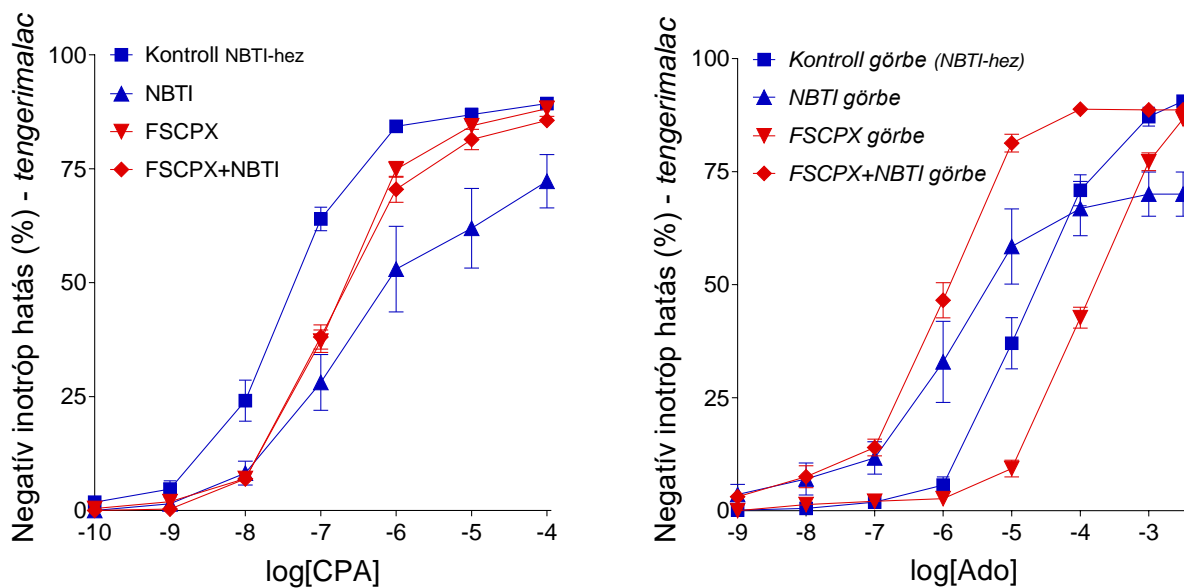 Negatív inotróp hatás (%) - tengerimalac
100
75
50
25
0
Kontroll NBTI-hez
NBTI
FSCPX
FSCPX+NBTI
-10 -9 -8 -7 -6 -5 -4
log[CPA]
Negatív inotróp hatás (%) - tengerimalac
100
75
50
25
0
Kontroll görbe (NBTI-hez)
NBTI görbe
FSCPX görbe
FSCPX+NBTI görbe
-9 -8 -7 -6 -5 -4 -3
log[Ado]